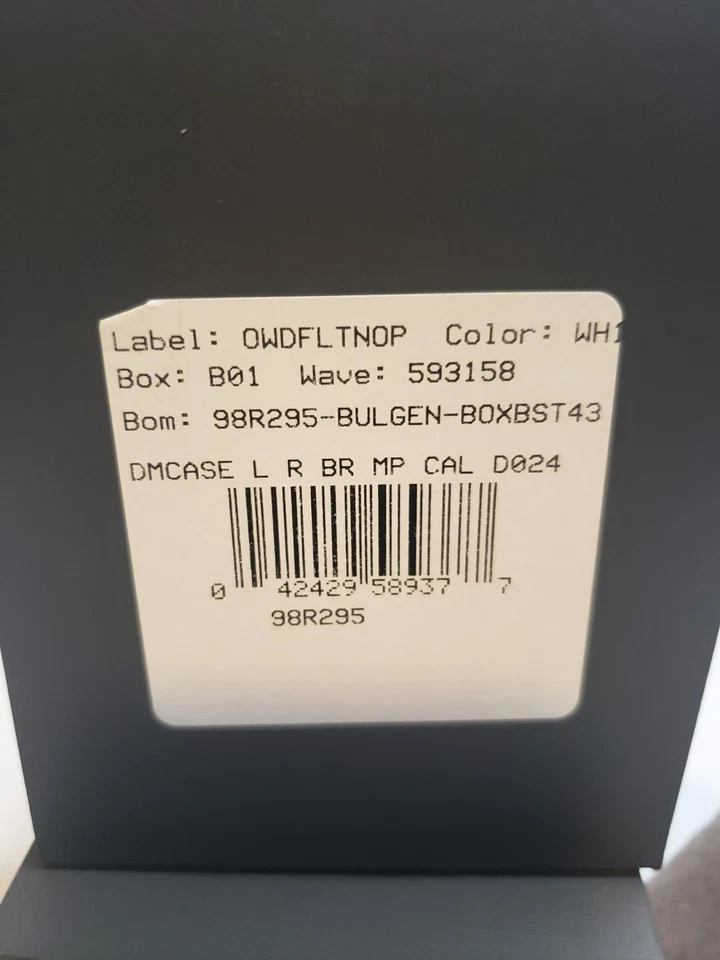 Label: OWDFLTNOP Color: WH1
Box: B01 Wave: 593158
Bom: 98R295-BULGEN-BOXBST43
DMCASE L R BR MP CAL D024
0 42429 58937 7
98R295